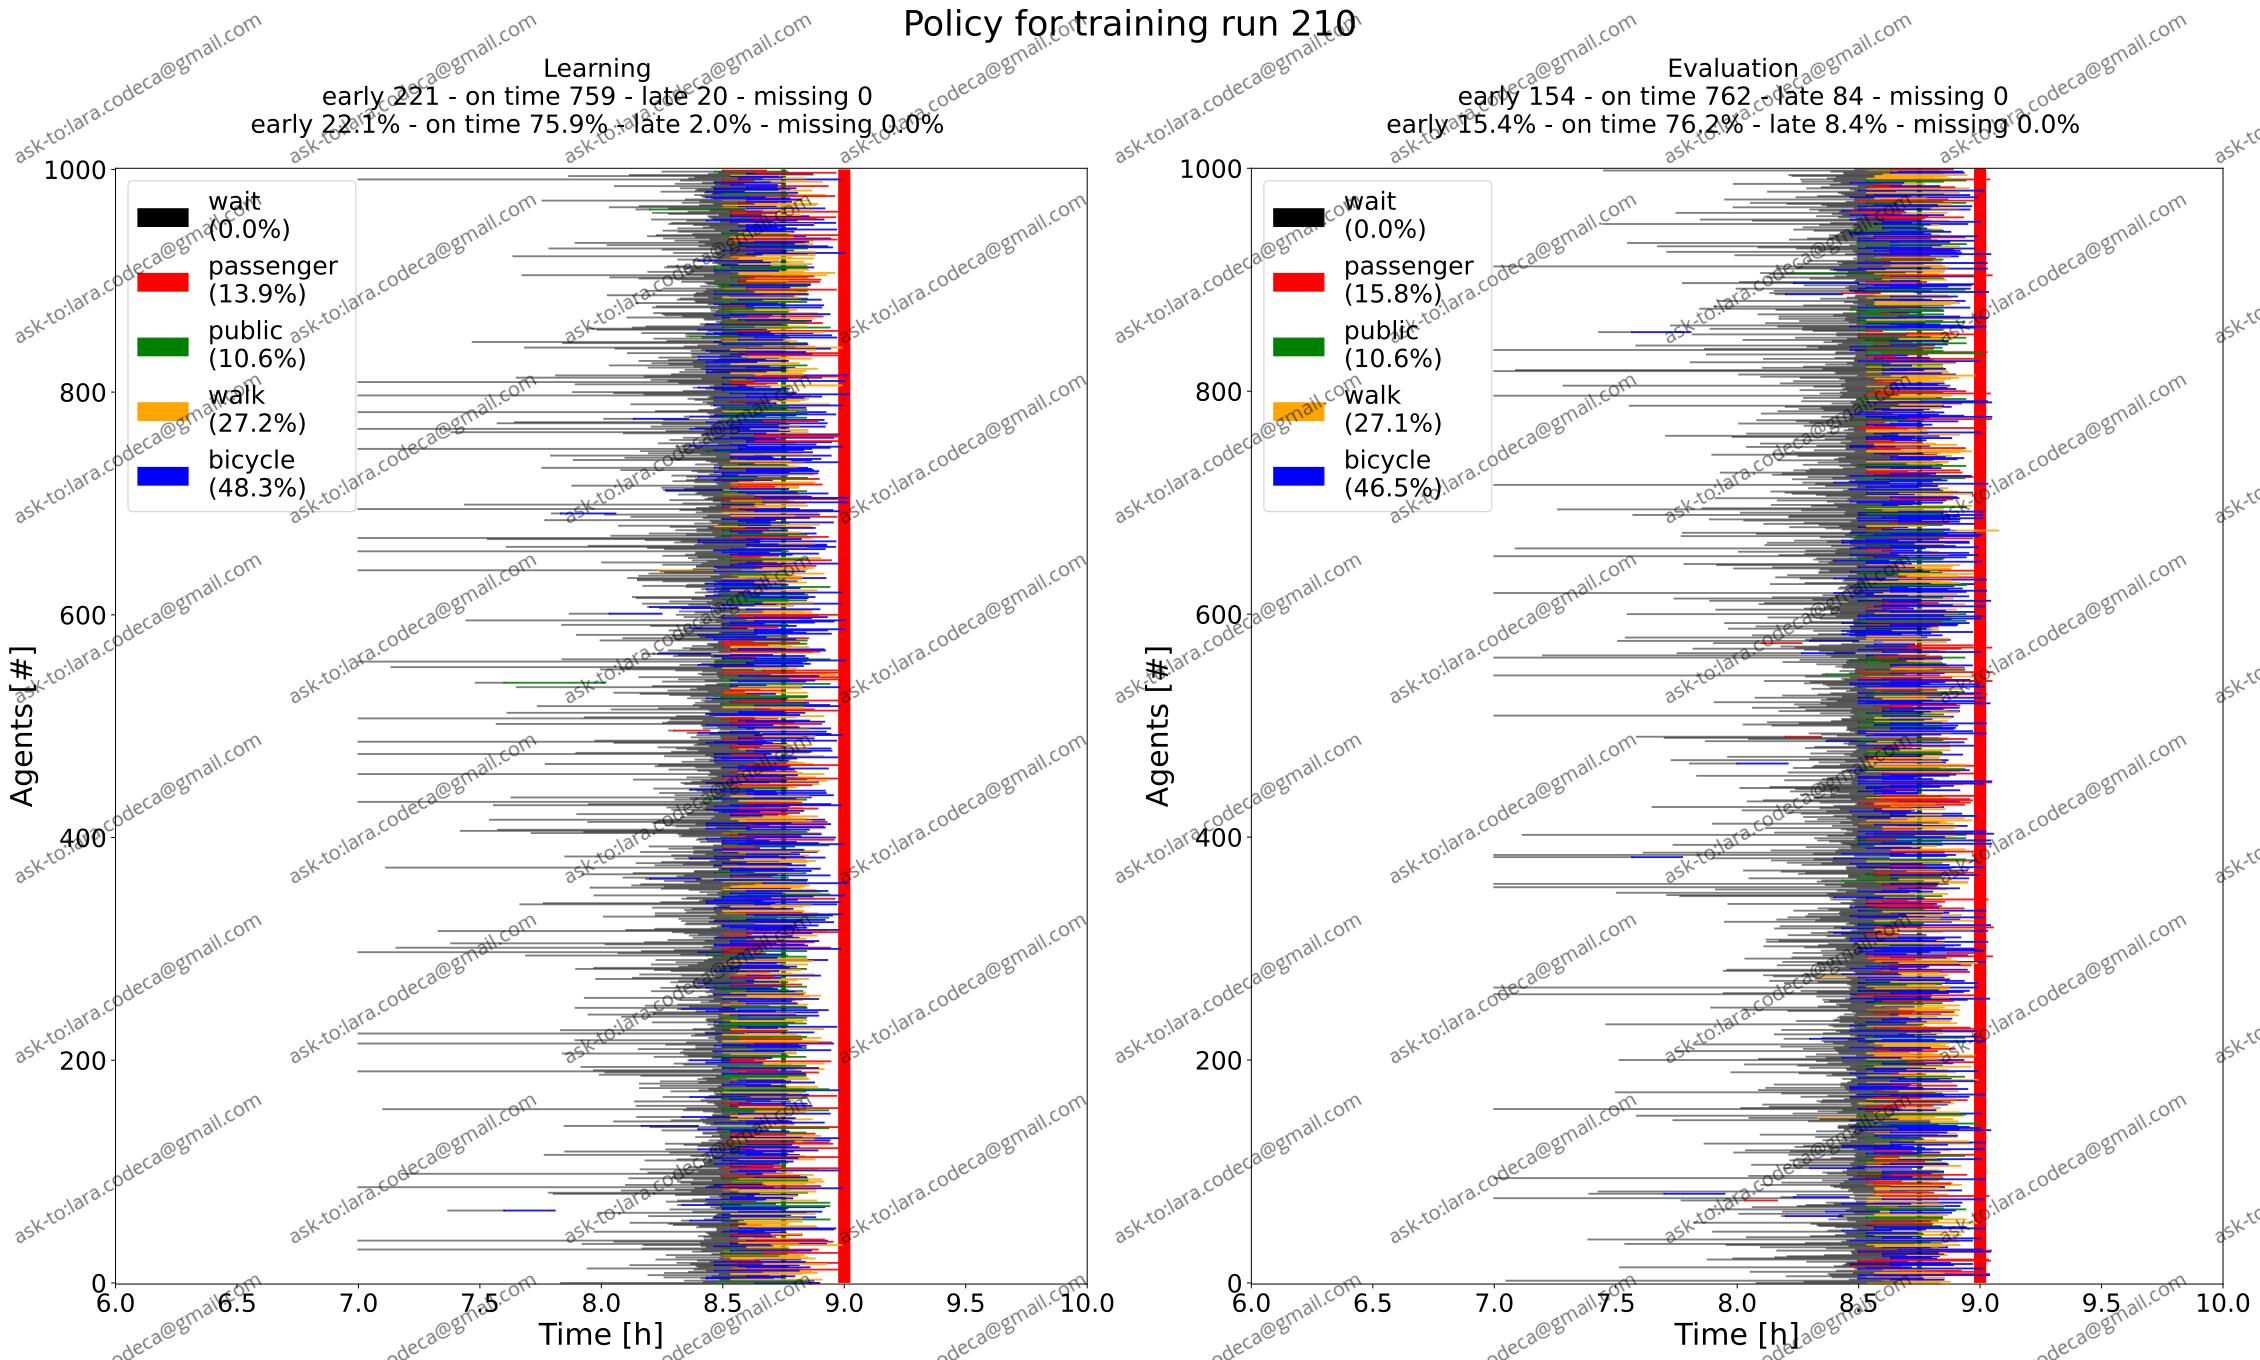 Policy for training run 210
Learning
early 221 - on time 759 - late 20 - missing 0
early 22.1% - on time 75.9% - late 2.0% - missing 0.0%
1000
800
600
400
200
0
Agents [#]
wait
(0.0%)
passenger
(13.9%)
public
(10.6%)
walk
(27.2%)
bicycle
(48.3%)
6.0 6.5 7.0 7.5 8.0 8.5 9.0 9.5 10.0
Time [h]
Evaluation
early 154 - on time 762 - late 84 - missing 0
early 15.4% - on time 76.2% - late 8.4% - missing 0.0%
1000
800
600
400
200
0
Agents [#]
wait
(0.0%)
passenger
(15.8%)
public
(10.6%)
walk
(27.1%)
bicycle
(46.5%)
6.0 6.5 7.0 7.5 8.0 8.5 9.0 9.5 10.0
Time [h]
ask-to:lara.codeca@gmail.com